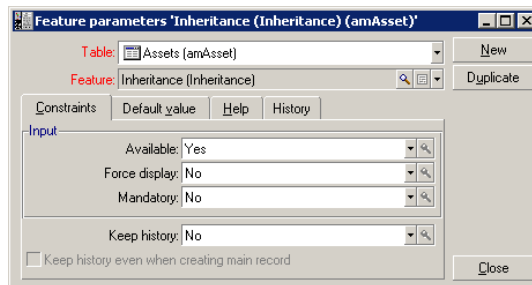 Feature parameters 'Inheritance (Inheritance) (amAsset)'
Table: Assets (amAsset)
New
Feature: Inheritance (Inheritance)
Duplicate
Constraints Default value Help History
Input
Available: Yes
Force display: No
Mandatory: No
Keep history: No
Keep history even when creating main record
Close